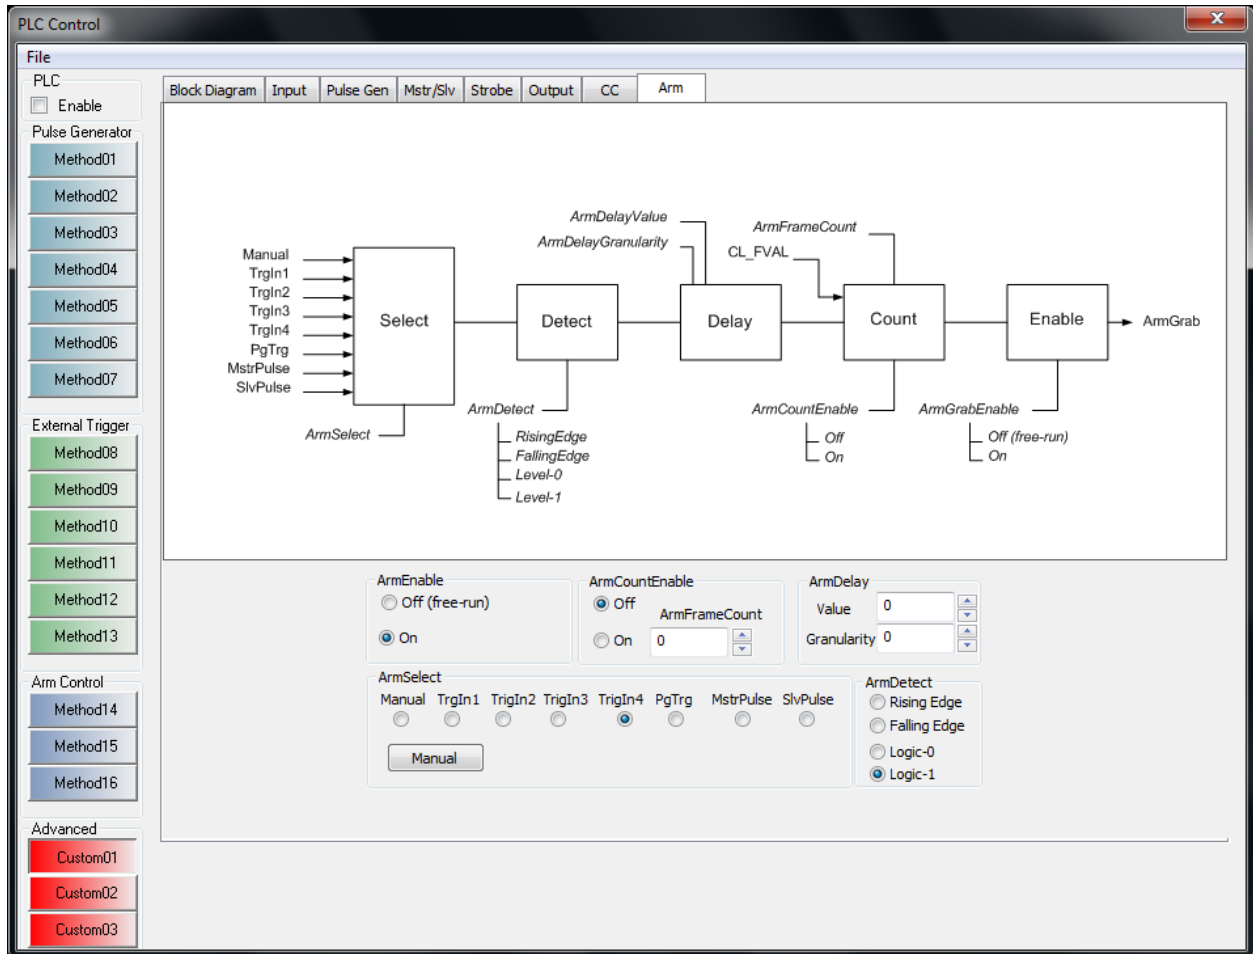 PLC Control
File
PLC
Enable
Pulse Generator
Method01
Method02
Method03
Method04
Method05
Method06
Method07
External Trigger
Method08
Method09
Method10
Method11
Method12
Method13
Arm Control
Method14
Method15
Method16
Advanced
Custom01
Custom02
Custom03
Block Diagram Input Pulse Gen Mstr/Slv Strobe Output CC Arm
Manual
TrgIn1
TrgIn2
TrgIn3
TrgIn4
PgTrg
MstrPulse
SlvPulse
Select
ArmSelect
Detect
ArmDetect
RisingEdge
FallingEdge
Level-0
Level-1
ArmDelayValue
ArmDelayGranularity
Delay
ArmFrameCount
CL_FVAL
Count
ArmCountEnable
Off
On
Enable
ArmGrabEnable
Off (free-run)
On
ArmGrab
ArmEnable
Off (free-run)
On
ArmCountEnable
Off
ArmFrameCount
On 0
ArmDelay
Value 0
Granularity 0
ArmSelect
Manual TrgIn1 TrigIn2 TrigIn3 TrigIn4 PgTrg MstrPulse SlvPulse
Manual
ArmDetect
Rising Edge
Falling Edge
Logic-0
Logic-1